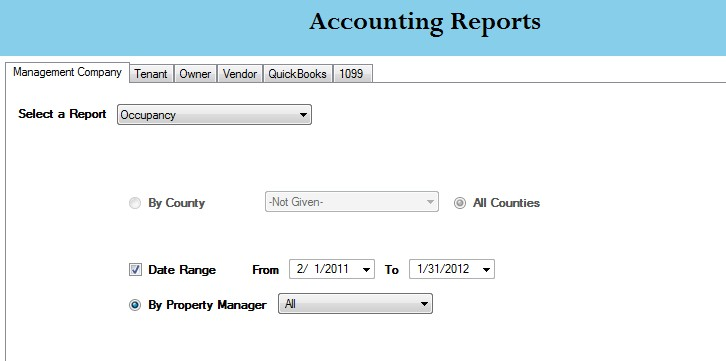 Accounting Reports
Management Company Tenant Owner Vendor QuickBooks 1099
Select a Report Occupancy
By County -Not Given- All Counties
Date Range From 2/ 1/2011 To 1/31/2012
By Property Manager All